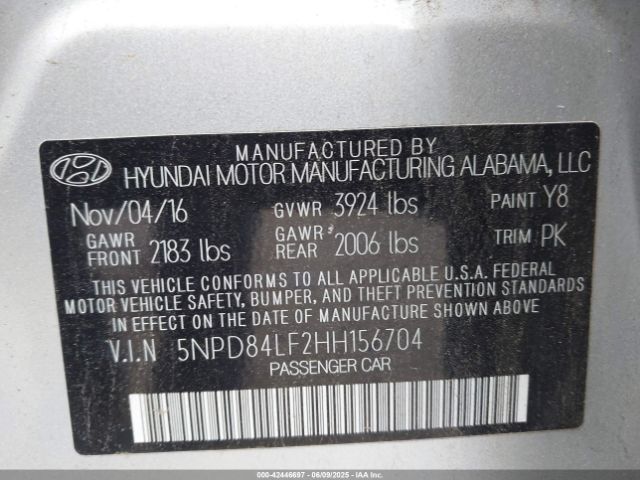 MANUFACTURED BY
HYUNDAI MOTOR MANUFACTURING ALABAMA, LLC
Nov/04/16 GVWR 3924 lbs PAINT Y8
GAWR FRONT 2183 lbs GAWR REAR 2006 lbs TRIM PK
THIS VEHICLE CONFORMS TO ALL APPLICABLE U.S.A. FEDERAL
MOTOR VEHICLE SAFETY, BUMPER, AND THEFT PREVENTION STANDARDS
IN EFFECT ON THE DATE OF MANUFACTURE SHOWN ABOVE
V.I.N 5NPD84LF2HH156704
PASSENGER CAR
000-42446697 - 06/09/2025 - IAA Inc.